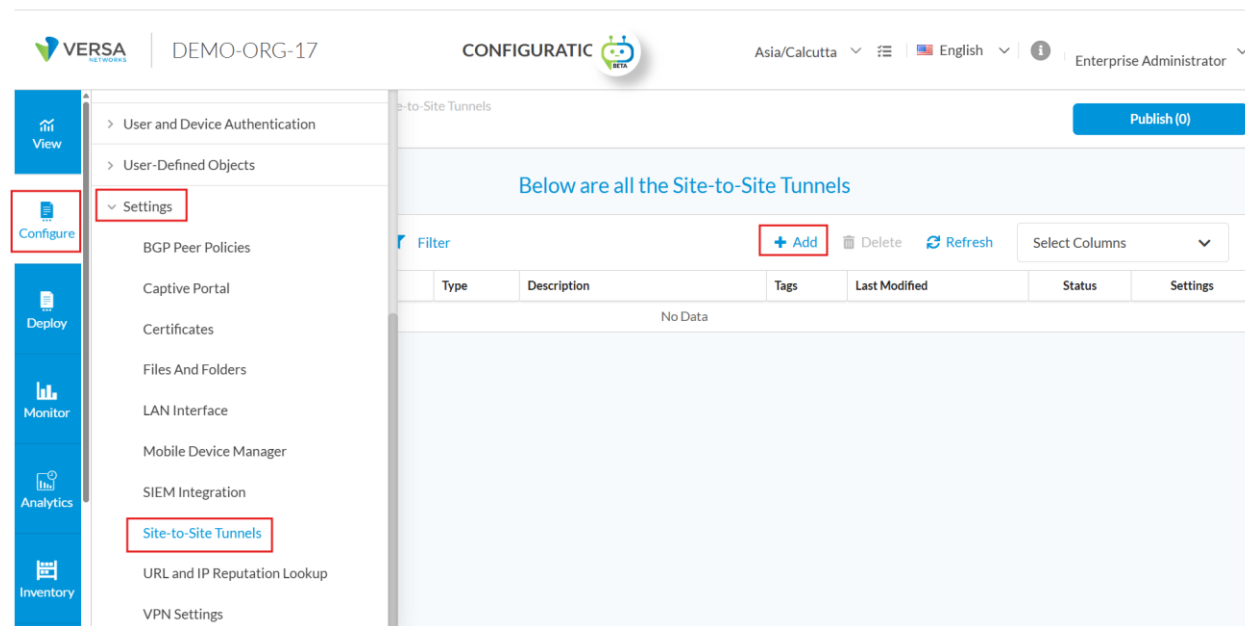 VERSA
NETWORKS
DEMO-ORG-17
CONFIGURATIC
BETA
Asia/Calcutta
English
Enterprise Administrator
View
Configure
Deploy
Monitor
Analytics
Inventory
User and Device Authentication
User-Defined Objects
Settings
BGP Peer Policies
Captive Portal
Certificates
Files And Folders
LAN Interface
Mobile Device Manager
SIEM Integration
Site-to-Site Tunnels
URL and IP Reputation Lookup
VPN Settings
e-to-Site Tunnels
Publish (0)
Below are all the Site-to-Site Tunnels
Filter
+ Add
Delete
Refresh
Select Columns
Type Description Tags Last Modified Status Settings
No Data